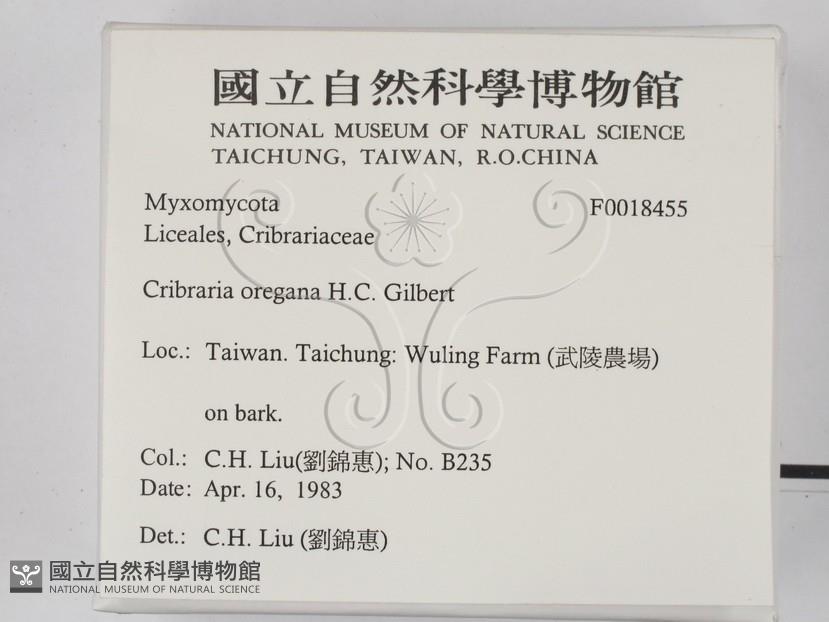 國立自然科學博物館
NATIONAL MUSEUM OF NATURAL SCIENCE
TAICHUNG, TAIWAN, R.O.CHINA
Myxomycota F0018455
Liceales, Cribrariaceae
Cribraria oregana H.C. Gilbert
Loc.: Taiwan. Taichung: Wuling Farm (武陵農場)
on bark.
Col.: C.H. Liu(劉錦惠); No. B235
Date: Apr. 16, 1983
Det.: C.H. Liu (劉錦惠)
國立自然科學博物館
NATIONAL MUSEUM OF NATURAL SCIENCE